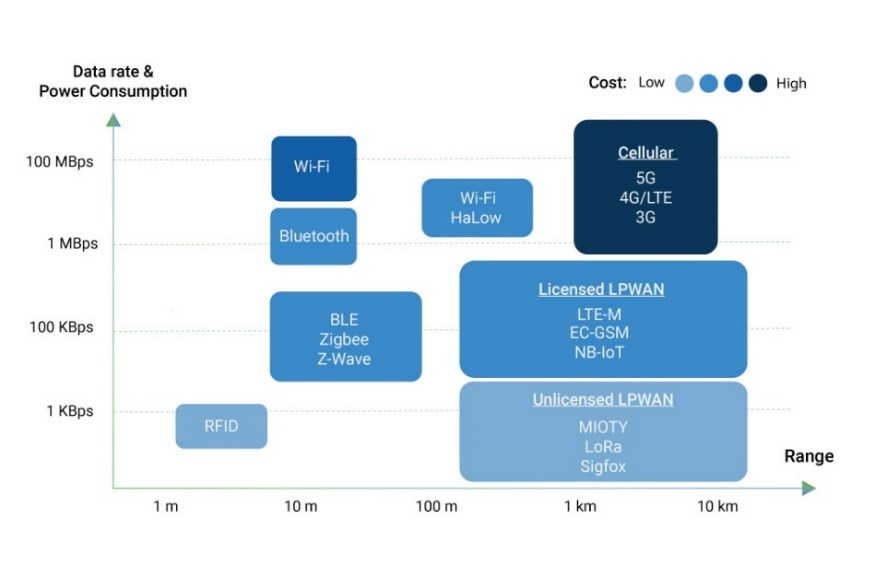 Data rate &
Power Consumption
Cost: Low High
100 MBps
1 MBps
100 KBps
1 KBps
Wi-Fi
Bluetooth
Wi-Fi
HaLow
Cellular
5G
4G/LTE
3G
BLE
Zigbee
Z-Wave
Licensed LPWAN
LTE-M
EC-GSM
NB-IoT
RFID
Unlicensed LPWAN
MIOTY
LoRa
Sigfox
Range
1 m
10 m
100 m
1 km
10 km